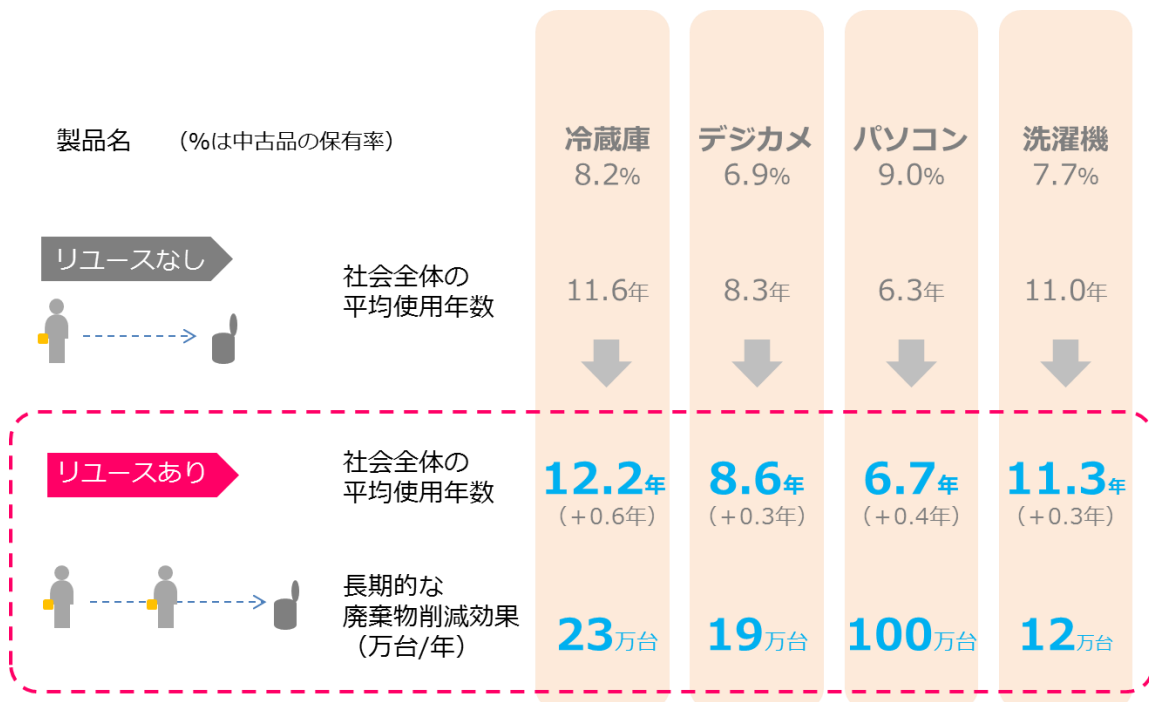 製品名　（%は中古品の保有率）
冷蔵庫 デジカメ パソコン 洗濯機
8.2% 6.9% 9.0% 7.7%
リユースなし
社会全体の
平均使用年数
11.6年 8.3年 6.3年 11.0年
リユースあり
社会全体の
平均使用年数
12.2年 8.6年 6.7年 11.3年
（＋0.6年） （＋0.3年） （＋0.4年） （＋0.3年）
長期的な
廃棄物削減効果
（万台/年）
23万台 19万台 100万台 12万台